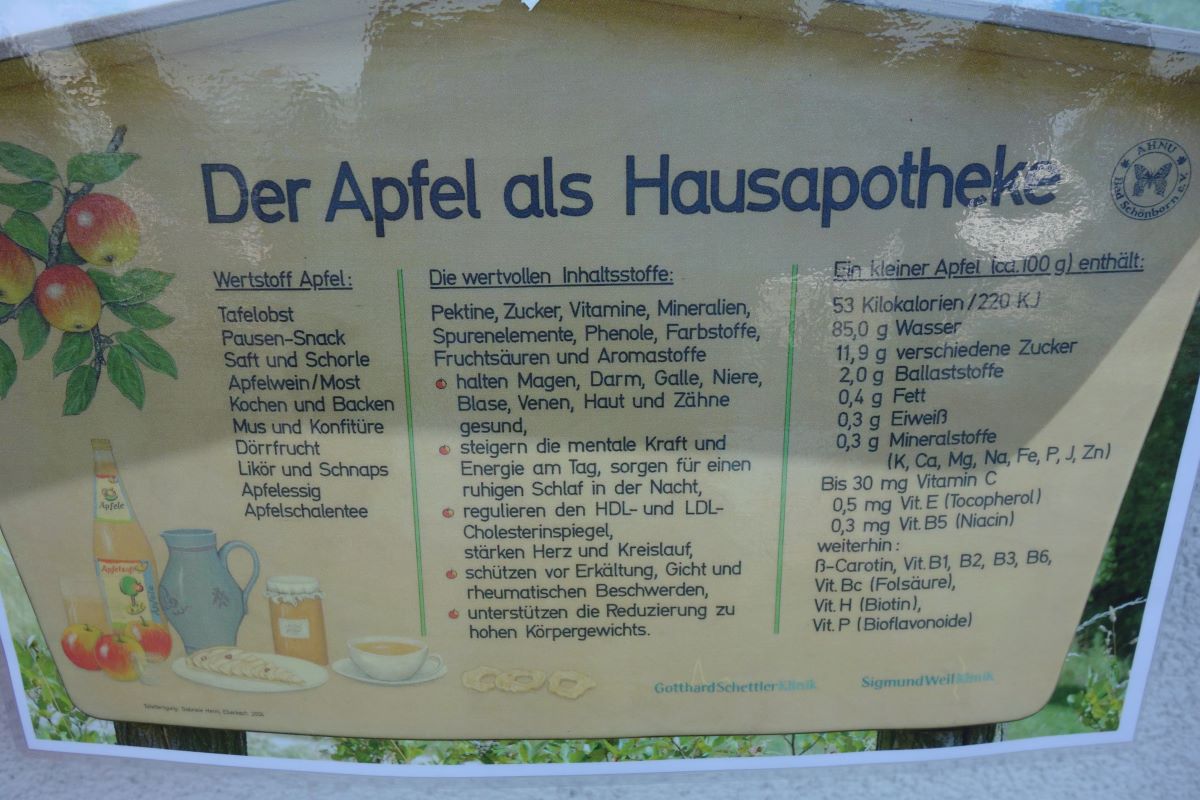 Der Apfel als Hausapotheke
AHNU
Bad Schönborn e.V.
Wertstoff Apfel:
Tafelobst
Pausen-Snack
Saft und Schorle
Apfelwein/Most
Kochen und Backen
Mus und Konfitüre
Dörrfrucht
Likör und Schnaps
Apfelessig
Apfelschalentee
Die wertvollen Inhaltsstoffe:
Pektine, Zucker, Vitamine, Mineralien,
Spurenelemente, Phenole, Farbstoffe,
Fruchtsäuren und Aromastoffe
halten Magen, Darm, Galle, Niere,
Blase, Venen, Haut und Zähne
gesund,
steigern die mentale Kraft und
Energie am Tag, sorgen für einen
ruhigen Schlaf in der Nacht,
regulieren den HDL- und LDL-
Cholesterinspiegel,
stärken Herz und Kreislauf,
schützen vor Erkältung, Gicht und
rheumatischen Beschwerden,
unterstützen die Reduzierung zu
hohen Körpergewichts.
Ein kleiner Apfel (ca. 100 g) enthält:
53 Kilokalorien/220 KJ
85,0 g Wasser
11,9 g verschiedene Zucker
2,0 g Ballaststoffe
0,4 g Fett
0,3 g Eiweiß
0,3 g Mineralstoffe
(K, Ca, Mg, Na, Fe, P, J, Zn)
Bis 30 mg Vitamin C
0,5 mg Vit. E (Tocopherol)
0,3 mg Vit. B5 (Niacin)
weiterhin:
ß-Carotin, Vit. B1, B2, B3, B6,
Vit. Bc (Folsäure),
Vit. H (Biotin),
Vit. P (Bioflavonoide)
GotthardSchettlerKlinik
SigmundWeilKlinik